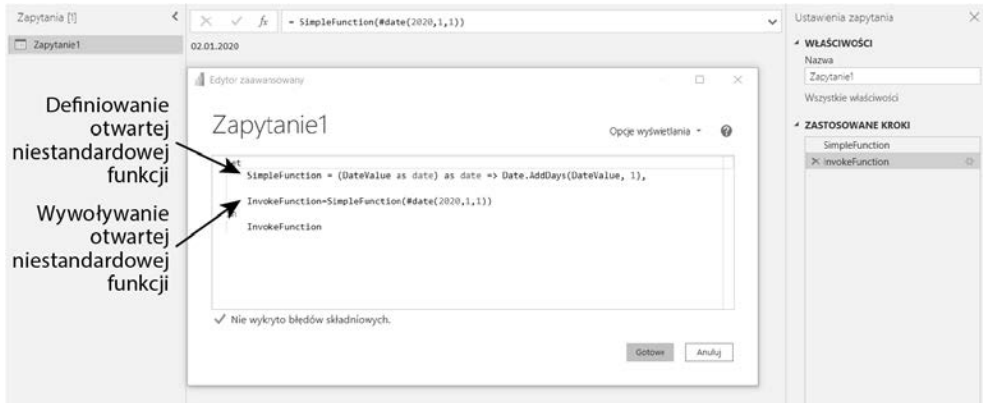 Zapytania [1]
= SimpleFunction(#date(2020,1,1))
Ustawienia zapytania
Zapytanie1
02.01.2020
WŁAŚCIWOŚCI
Nazwa
Zapytanie1
Wszystkie właściwości
ZASTOSOWANE KROKI
SimpleFunction
InvokeFunction
Edytor zaawansowany
Zapytanie1
Opcje wyświetlania
Definiowanie
otwartej
niestandardowej
funkcji
Wywoływanie
otwartej
niestandardowej
funkcji
SimpleFunction = (DateValue as date) as date => Date.AddDays(DateValue, 1),
InvokeFunction=SimpleFunction(#date(2020,1,1))
InvokeFunction
Nie wykryto błędów składniowych.
Gotowe
Anuluj